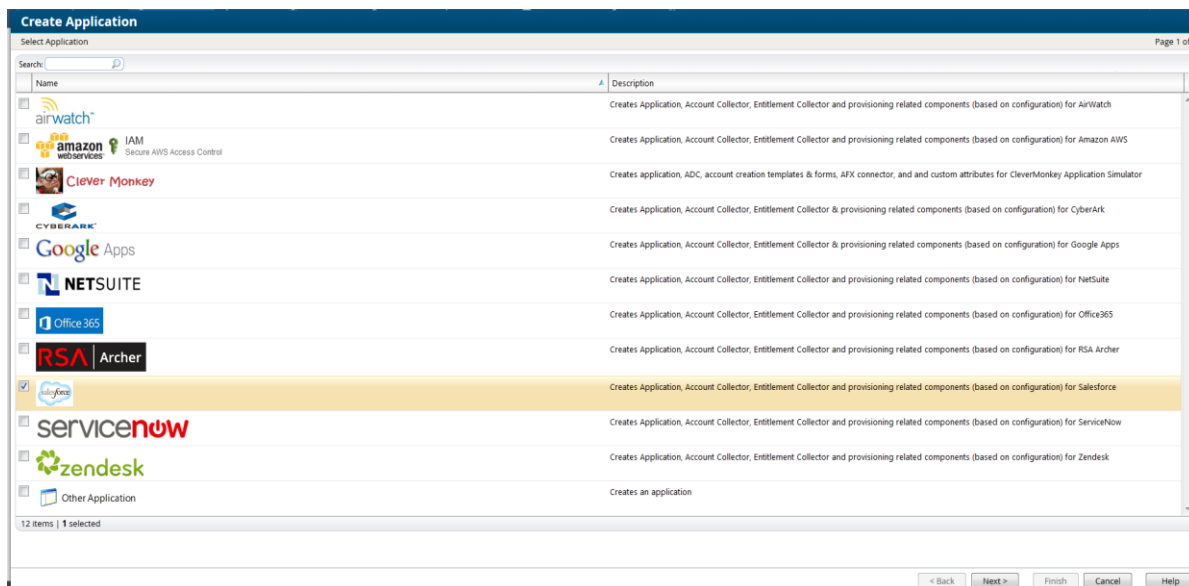 Create Application
Select Application Page 1 of
Search:
Name Description
airwatch™ Creates Application, Account Collector, Entitlement Collector and provisioning related components (based on configuration) for AirWatch
amazon webservices IAM Secure AWS Access Control Creates Application, Account Collector, Entitlement Collector and provisioning related components (based on configuration) for Amazon AWS
Clever Monkey Creates application, ADC, account creation templates & forms, AFX connector, and and custom attributes for CleverMonkey Application Simulator
CYBERARK Creates Application, Account Collector, Entitlement Collector & provisioning related components (based on configuration) for CyberArk
Google Apps Creates Application, Account Collector, Entitlement Collector & provisioning related components (based on configuration) for Google Apps
N NETSUITE Creates Application, Account Collector, Entitlement Collector and provisioning related components (based on configuration) for NetSuite
Office 365 Creates Application, Account Collector, Entitlement Collector and provisioning related components (based on configuration) for Office365
RSA Archer Creates Application, Account Collector, Entitlement Collector and provisioning related components (based on configuration) for RSA Archer
salesforce Creates Application, Account Collector, Entitlement Collector and provisioning related components (based on configuration) for Salesforce
servicenow Creates Application, Account Collector, Entitlement Collector and provisioning related components (based on configuration) for ServiceNow
zendesk Creates Application, Account Collector, Entitlement Collector and provisioning related components (based on configuration) for Zendesk
Other Application Creates an application
12 items | 1 selected
< Back Next > Finish Cancel Help